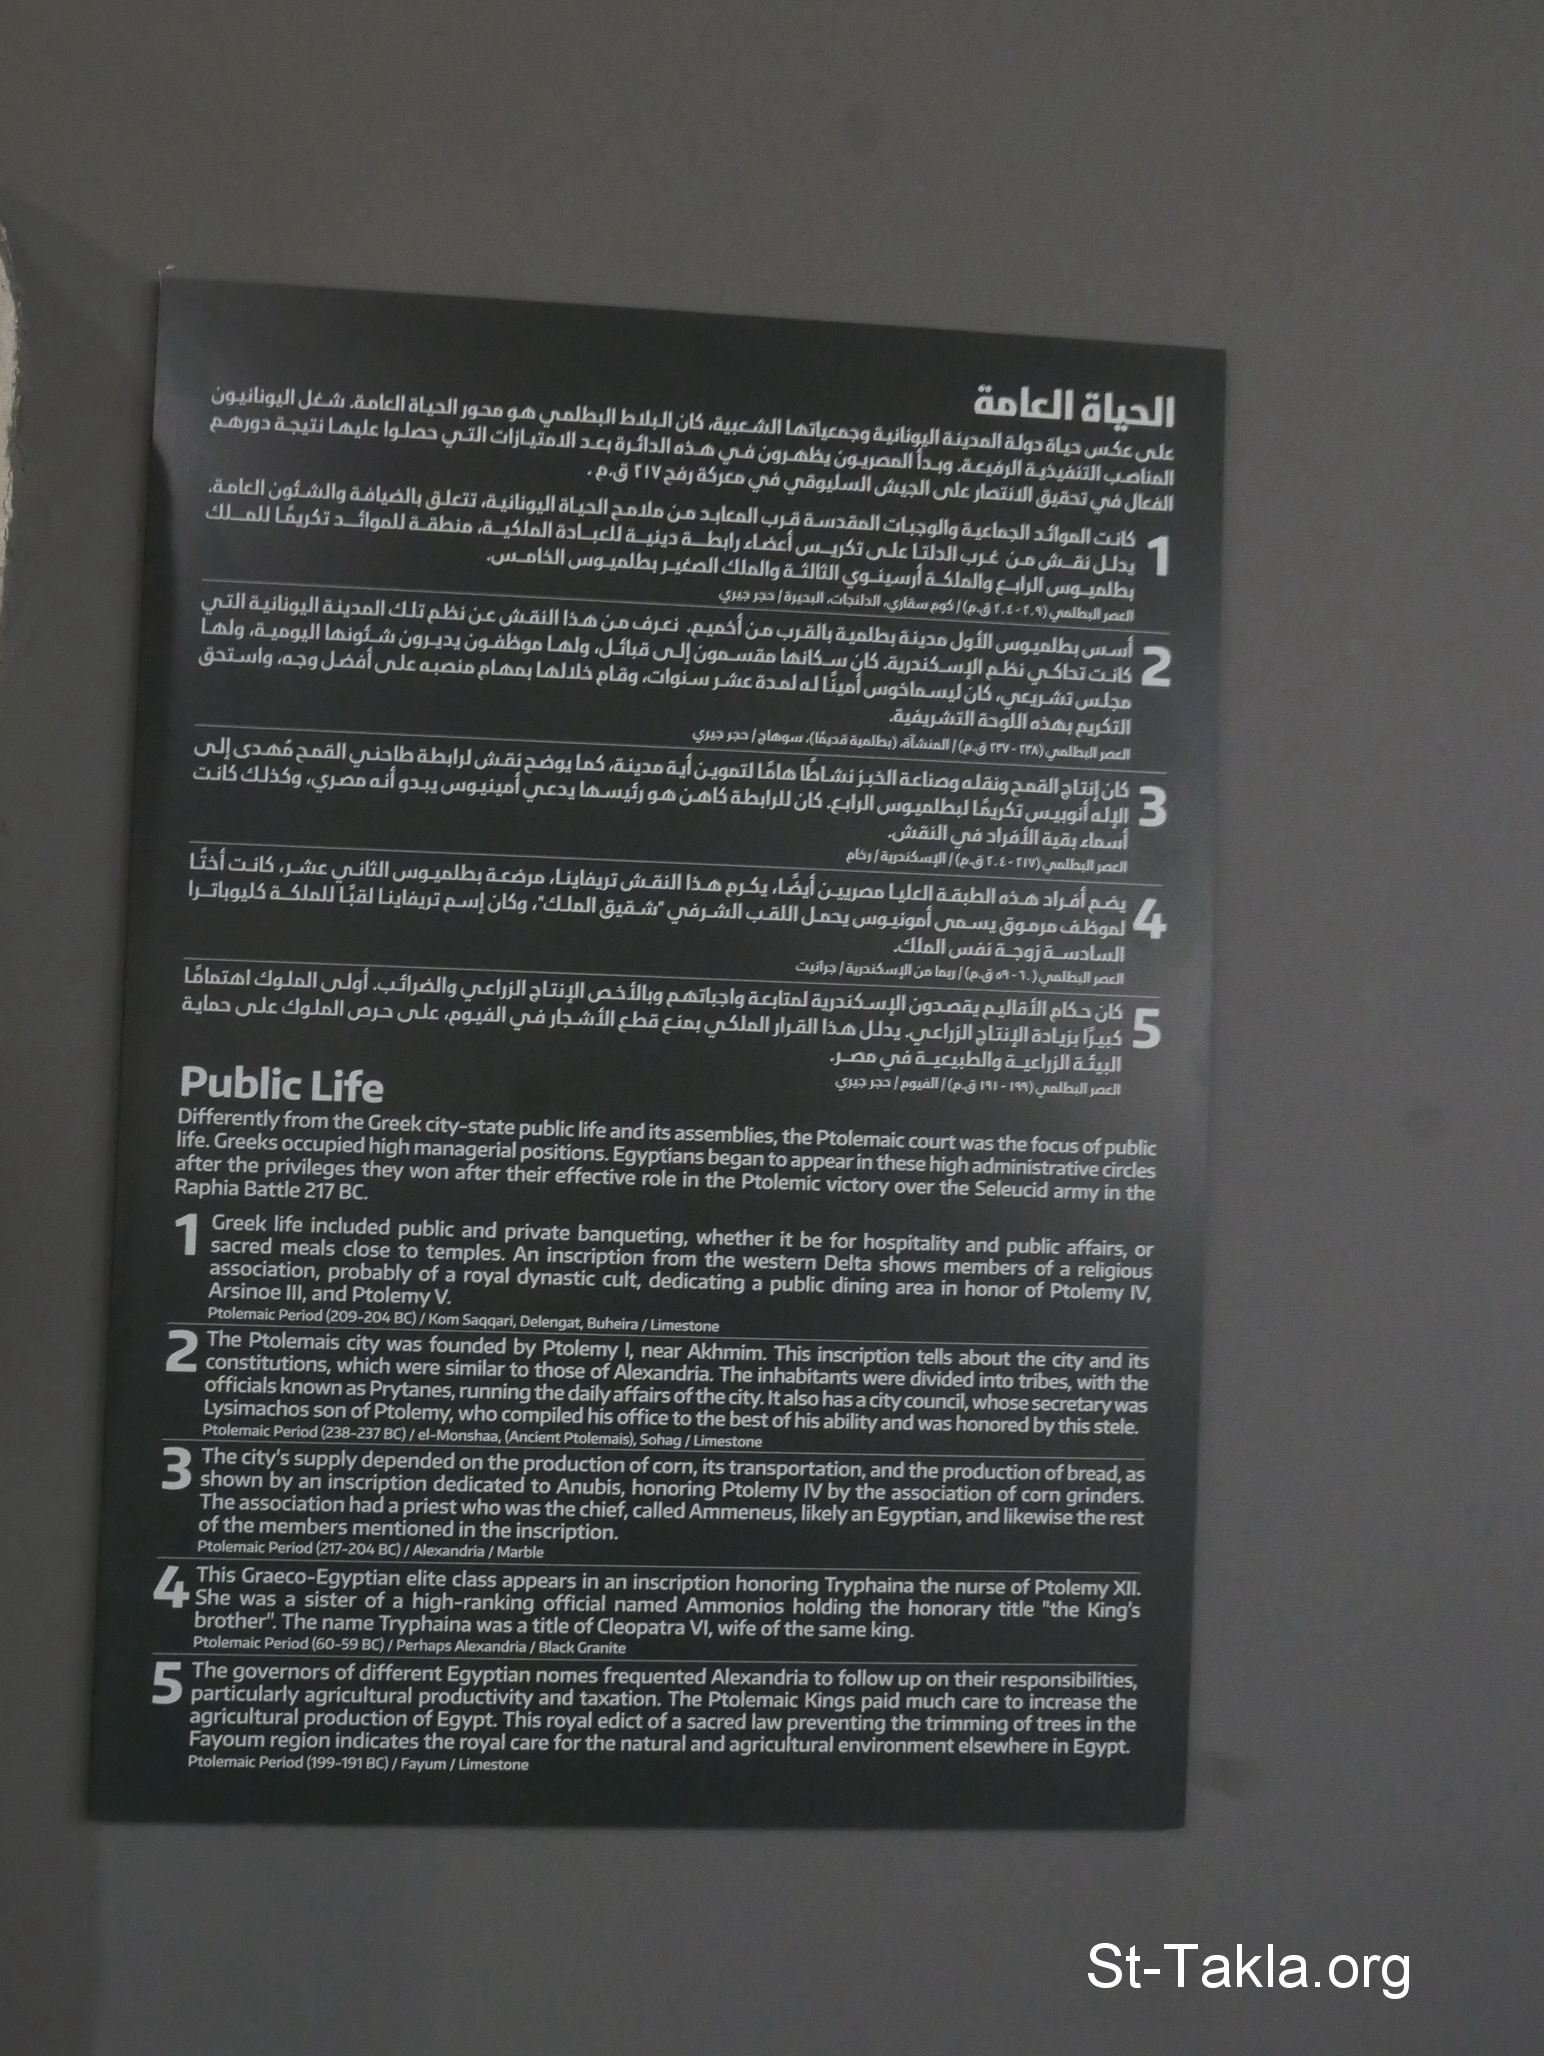 الحياة العامة
على عكس حياة دولة المدينة اليونانية وجمعياتها الشعبية، كان البلاط البطلمي هو محور الحياة العامة. شغل اليونانيون
المناصب التنفيذية الرفيعة. وبدأ المصريون يظهرون في هذه الدائرة بعد الامتيازات التي حصلوا عليها نتيجة دورهم
الفعال في تحقيق الانتصار على الجيش السليوقي في معركة رفح ٢١٧ ق.م .
1 كانت الموائد الجماعية والوجبات المقدسة قرب المعابد من ملامح الحياة اليونانية، تتعلق بالضيافة والشئون العامة.
يدلل نقش من غرب الدلتا على تكريس أعضاء رابطة دينية للعبادة الملكية، منطقة للموائد تكريمًا للملك
بطلميوس الرابع والملكة أرسينوي الثالثة والملك الصغير بطلميوس الخامس.
العصر البطلمي (٢٠٩-٢٠٤ ق.م) / كوم سقاري، الدلنجات، البحيرة / حجر جيري
2 أسس بطلميوس الأول مدينة بطلمية بالقرب من أخميم. نعرف من هذا النقش عن نظم تلك المدينة اليونانية التي
كانت تحاكي نظم الإسكندرية. كان سكانها مقسمون إلى قبائل، ولها موظفون يديرون شئونها اليومية، ولها
مجلس تشريعي، كان ليسماخوس أمينًا له لمدة عشر سنوات، وقام خلالها بمهام منصبه على أفضل وجه، واستحق
التكريم بهذه اللوحة التشريفية.
العصر البطلمي (٢٣٨-٢٣٧ ق.م) / المنشأة، (بطلمية قديمًا)، سوهاج / حجر جيري
3 كان إنتاج القمح ونقله وصناعة الخبز نشاطًا هامًا لتموين أية مدينة، كما يوضح نقش لرابطة طاحني القمح مُهدى إلى
الإله أنوبيس تكريمًا لبطلميوس الرابع. كان للرابطة كاهن هو رئيسها يدعي أمينيوس يبدو أنه مصري، وكذلك كانت
أسماء بقية الأفراد في النقش.
العصر البطلمي (٢١٧-٢٠٤ ق.م) / الإسكندرية / رخام
4 يضم أفراد هذه الطبقة العليا مصريين أيضًا، يكرم هذا النقش تريفاينا، مرضعة بطلميوس الثاني عشر، كانت أختًا
لموظف مرموق يسمى أمونيوس يحمل اللقب الشرفي "شقيق الملك"، وكان إسم تريفاينا لقبًا للملكة كليوباترا
السادسة زوجة نفس الملك.
العصر البطلمي (٦٠-٥٩ ق.م) / ربما من الإسكندرية / جرانيت
5 كان حكام الأقاليم يقصدون الإسكندرية لمتابعة واجباتهم وبالأخص الإنتاج الزراعي والضرائب. أولى الملوك اهتمامًا
كبيرًا بزيادة الإنتاج الزراعي. يدلل هذا القرار الملكي بمنع قطع الأشجار في الفيوم، على حرص الملوك على حماية
البيئة الزراعية والطبيعية في مصر.
العصر البطلمي (١٩٩ - ١٩١ ق.م) / الفيوم / حجر جيري
Public Life
Differently from the Greek city-state public life and its assemblies, the Ptolemaic court was the focus of public
life. Greeks occupied high managerial positions. Egyptians began to appear in these high administrative circles
after the privileges they won after their effective role in the Ptolemic victory over the Seleucid army in the
Raphia Battle 217 BC.
1 Greek life included public and private banqueting, whether it be for hospitality and public affairs, or
sacred meals close to temples. An inscription from the western Delta shows members of a religious
association, probably of a royal dynastic cult, dedicating a public dining area in honor of Ptolemy IV,
Arsinoe III, and Ptolemy V.
Ptolemaic Period (209-204 BC) / Kom Saqqari, Delengat, Buheira / Limestone
2 The Ptolemais city was founded by Ptolemy I, near Akhmim. This inscription tells about the city and its
constitutions, which were similar to those of Alexandria. The inhabitants were divided into tribes, with the
officials known as Prytanes, running the daily affairs of the city. It also has a city council, whose secretary was
Lysimachos son of Ptolemy, who compiled his office to the best of his ability and was honored by this stele.
Ptolemaic Period (238-237 BC) / el-Monshaa, (Ancient Ptolemais), Sohag / Limestone
3 The city's supply depended on the production of corn, its transportation, and the production of bread, as
shown by an inscription dedicated to Anubis, honoring Ptolemy IV by the association of corn grinders.
The association had a priest who was the chief, called Ammeneus, likely an Egyptian, and likewise the rest
of the members mentioned in the inscription.
Ptolemaic Period (217-204 BC) / Alexandria / Marble
4 This Graeco-Egyptian elite class appears in an inscription honoring Tryphaina the nurse of Ptolemy XII.
She was a sister of a high-ranking official named Ammonios holding the honorary title "the King's
brother". The name Tryphaina was a title of Cleopatra VI, wife of the same king.
Ptolemaic Period (60-59 BC) / Perhaps Alexandria / Black Granite
5 The governors of different Egyptian nomes frequented Alexandria to follow up on their responsibilities,
particularly agricultural productivity and taxation. The Ptolemaic Kings paid much care to increase the
agricultural production of Egypt. This royal edict of a sacred law preventing the trimming of trees in the
Fayoum region indicates the royal care for the natural and agricultural environment elsewhere in Egypt.
Ptolemaic Period (199-191 BC) / Fayum / Limestone
St-Takla.org